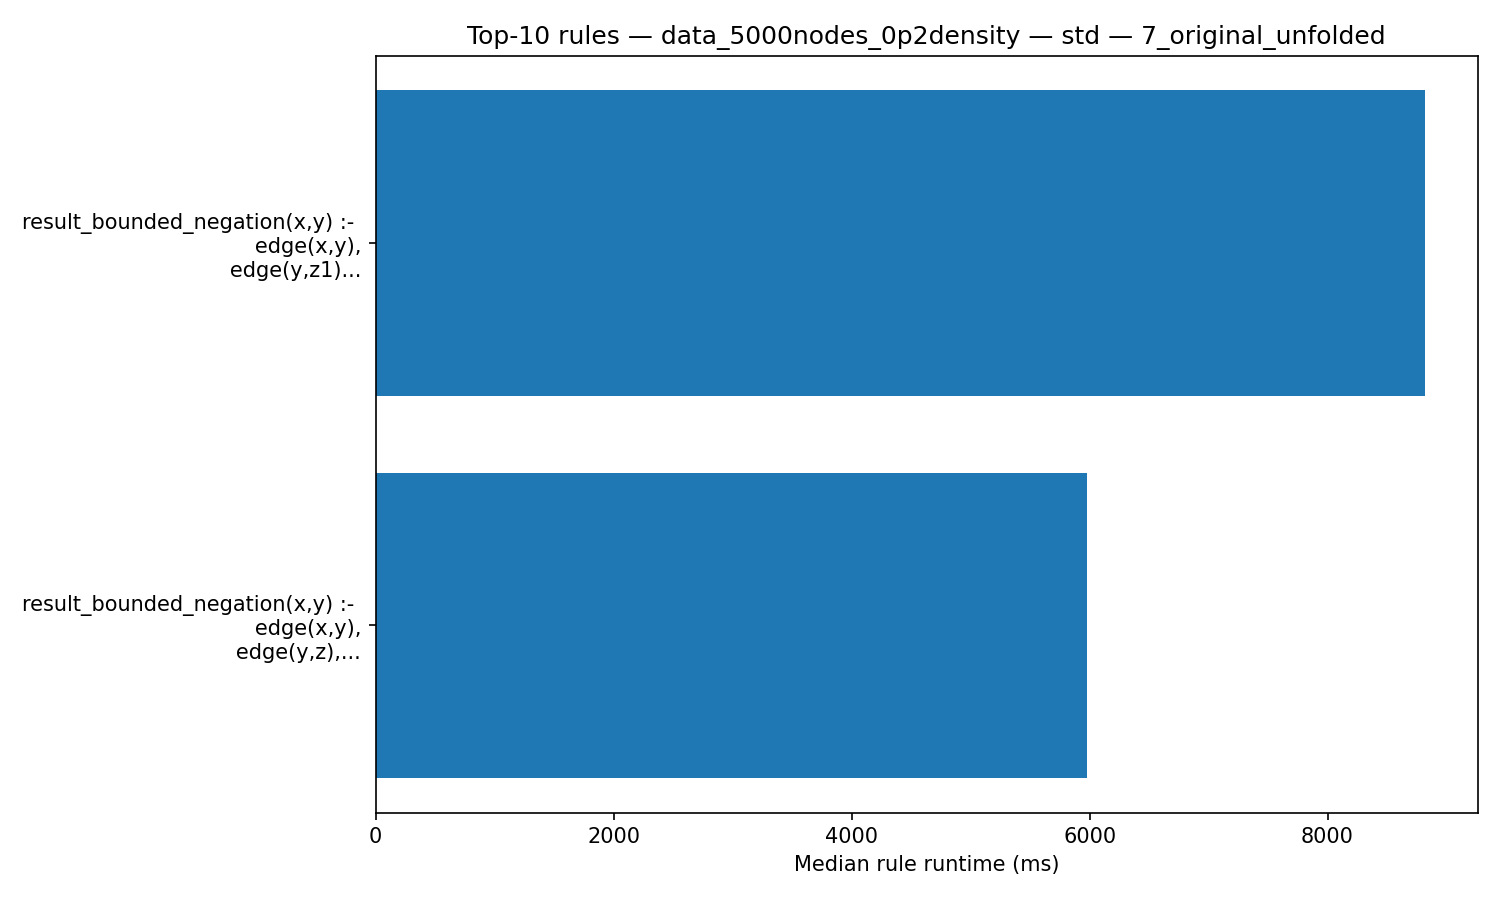 Top-10 rules — data_5000nodes_0p2density — std — 7_original_unfolded
result_bounded_negation(x,y) :-
edge(x,y),
edge(y,z1)...
result_bounded_negation(x,y) :-
edge(x,y),
edge(y,z),...
0 2000 4000 6000 8000
Median rule runtime (ms)